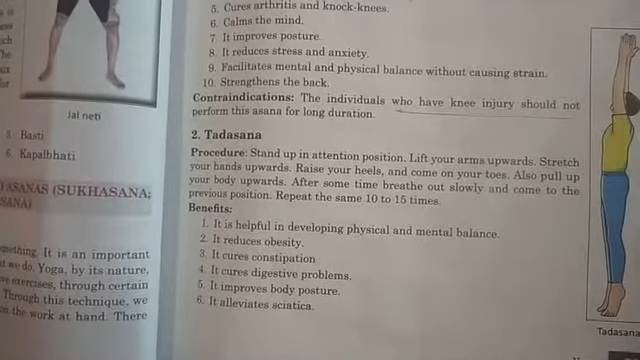 Jal neti
3. Basti
6. Kapalbhati
ASANAS (SUKHASANA;
SANA)
mething. It is an important
we do. Yoga, by its nature,
exercises, through certain
Through this technique, we
on the work at hand. There
5. Cures arthritis and knock-knees.
6. Calms the mind.
7. It improves posture.
8. It reduces stress and anxiety.
9. Facilitates mental and physical balance without causing strain.
10. Strengthens the back.
Contraindications: The individuals who have knee injury should not
perform this asana for long duration.
2. Tadasana
Procedure: Stand up in attention position. Lift your arms upwards. Stretch
your hands upwards. Raise your heels, and come on your toes. Also pull up
your body upwards. After some time breathe out slowly and come to the
previous position. Repeat the same 10 to 15 times.
Benefits:
1. It is helpful in developing physical and mental balance.
2. It reduces obesity.
3. It cures constipation
4. It cures digestive problems.
5. It improves body posture.
6. It alleviates sciatica.
Tadasana